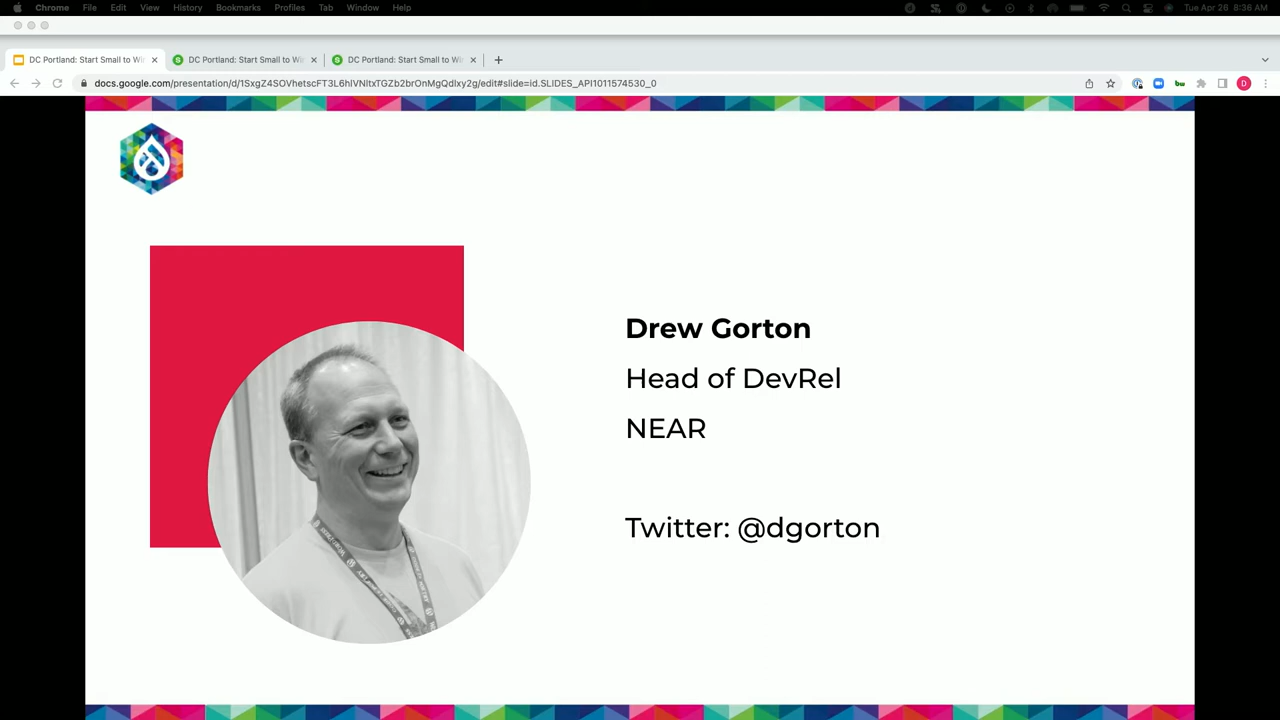 Chrome File Edit View History Bookmarks Profiles Tab Window Help Tue Apr 26 8:36 AM
DC Portland: Start Small to Wi DC Portland: Start Small to Wi DC Portland: Start Small to Wi
docs.google.com/presentation/d/1SxgZ4SOVhetscFT3L6hlVNltxTGZb2brOnMgQdlxy2g/edit#slide=id.SLIDES_API1011574530_0
Drew Gorton
Head of DevRel
NEAR
Twitter: @dgorton